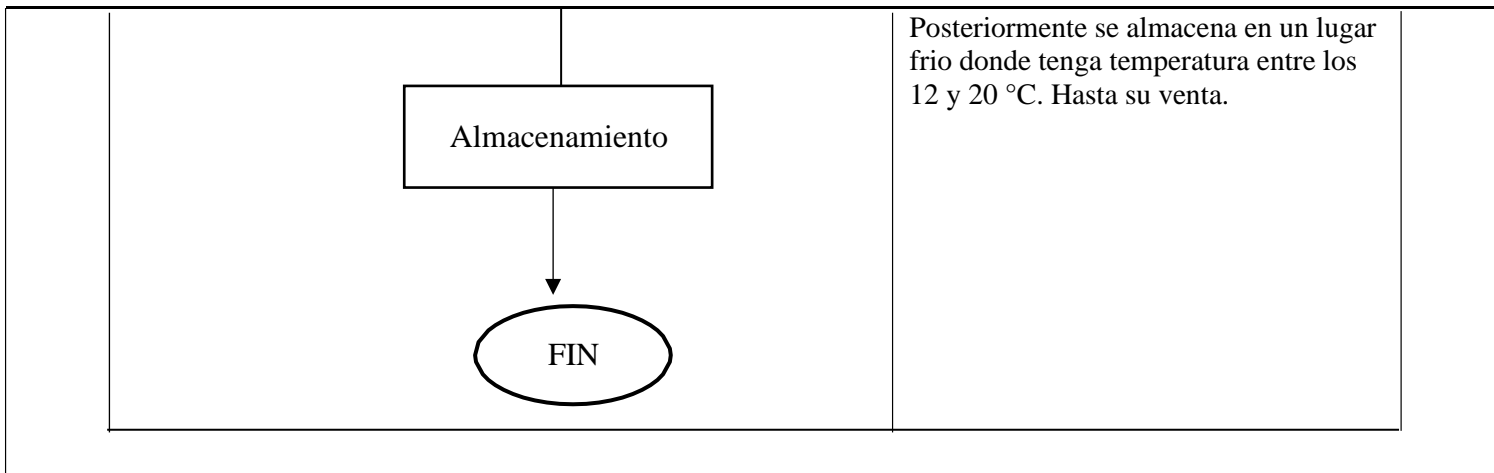 Posteriormente se almacena en un lugar
frio donde tenga temperatura entre los
12 y 20 °C. Hasta su venta.
Almacenamiento
FIN